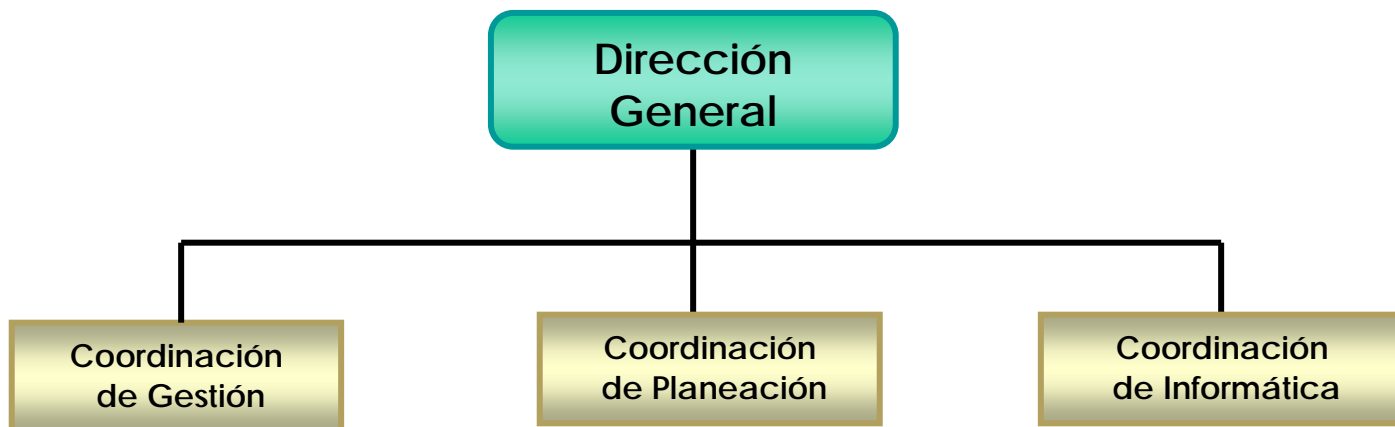 Dirección
General
Coordinación
de Gestión
Coordinación
de Planeación
Coordinación
de Informática